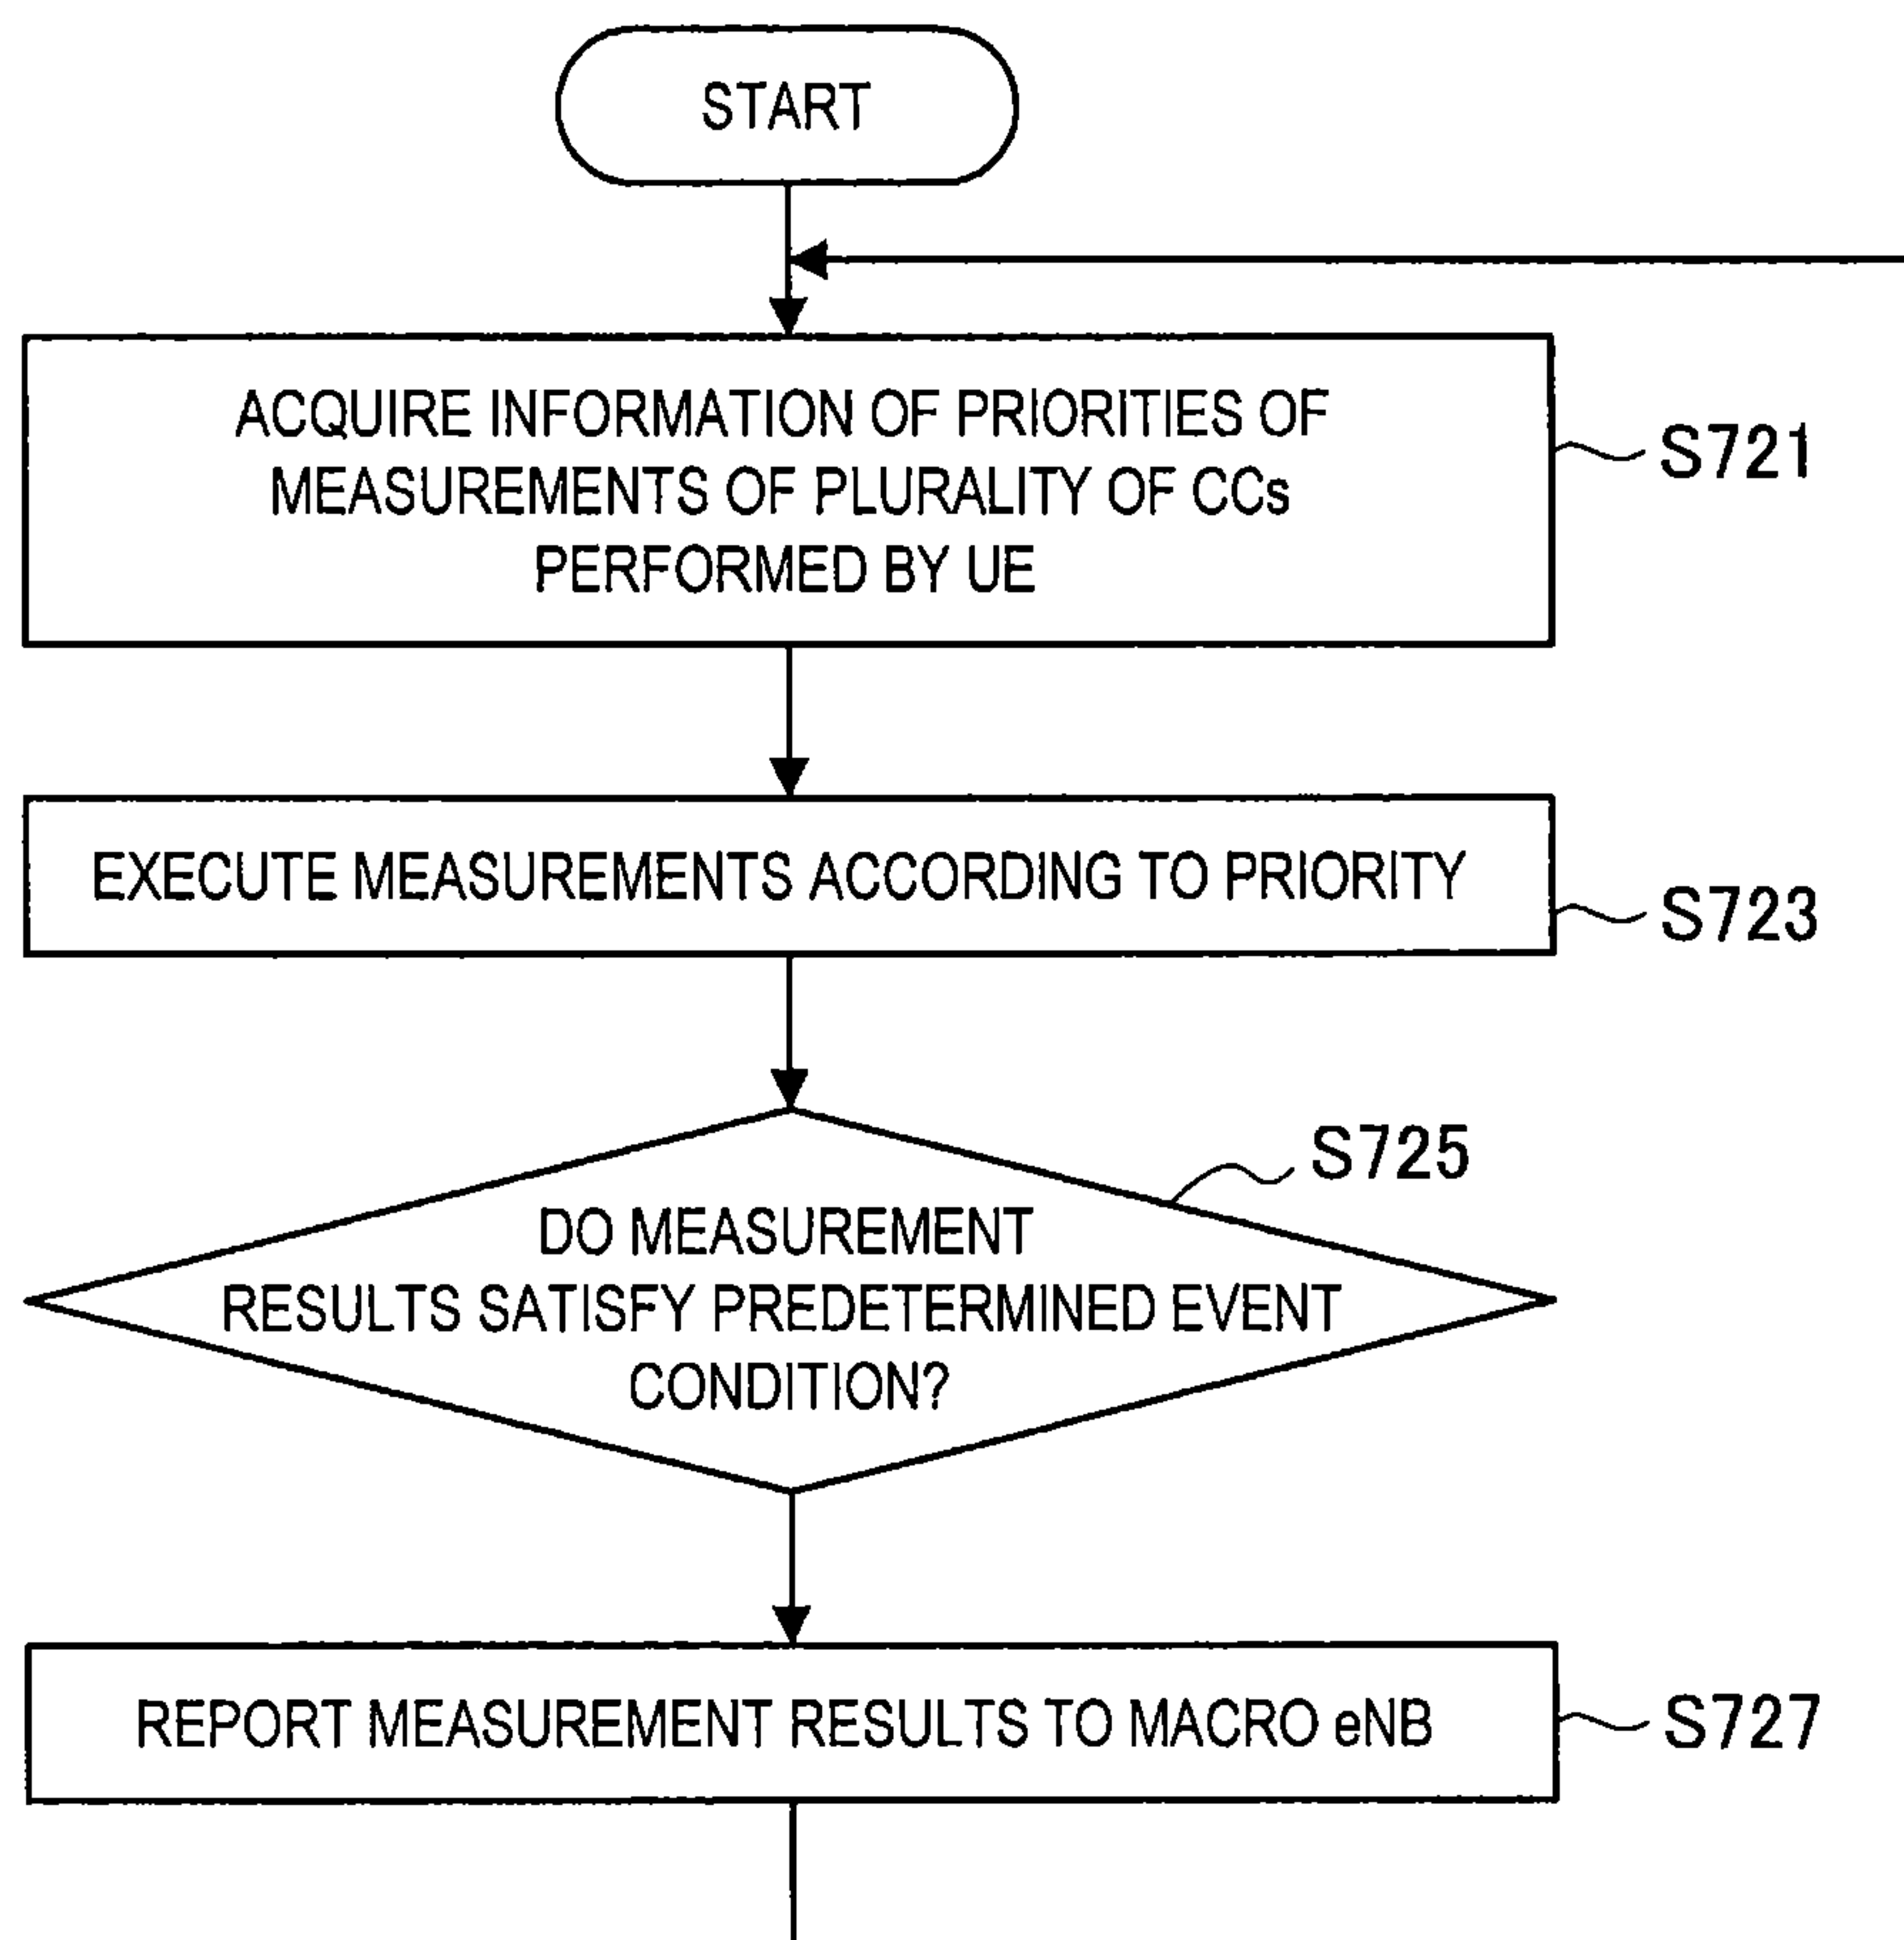 START
ACQUIRE INFORMATION OF PRIORITIES OF
MEASUREMENTS OF PLURALITY OF CCs
PERFORMED BY UE
S721
EXECUTE MEASUREMENTS ACCORDING TO PRIORITY
S723
S725
DO MEASUREMENT
RESULTS SATISFY PREDETERMINED EVENT
CONDITION?
REPORT MEASUREMENT RESULTS TO MACRO eNB
S727